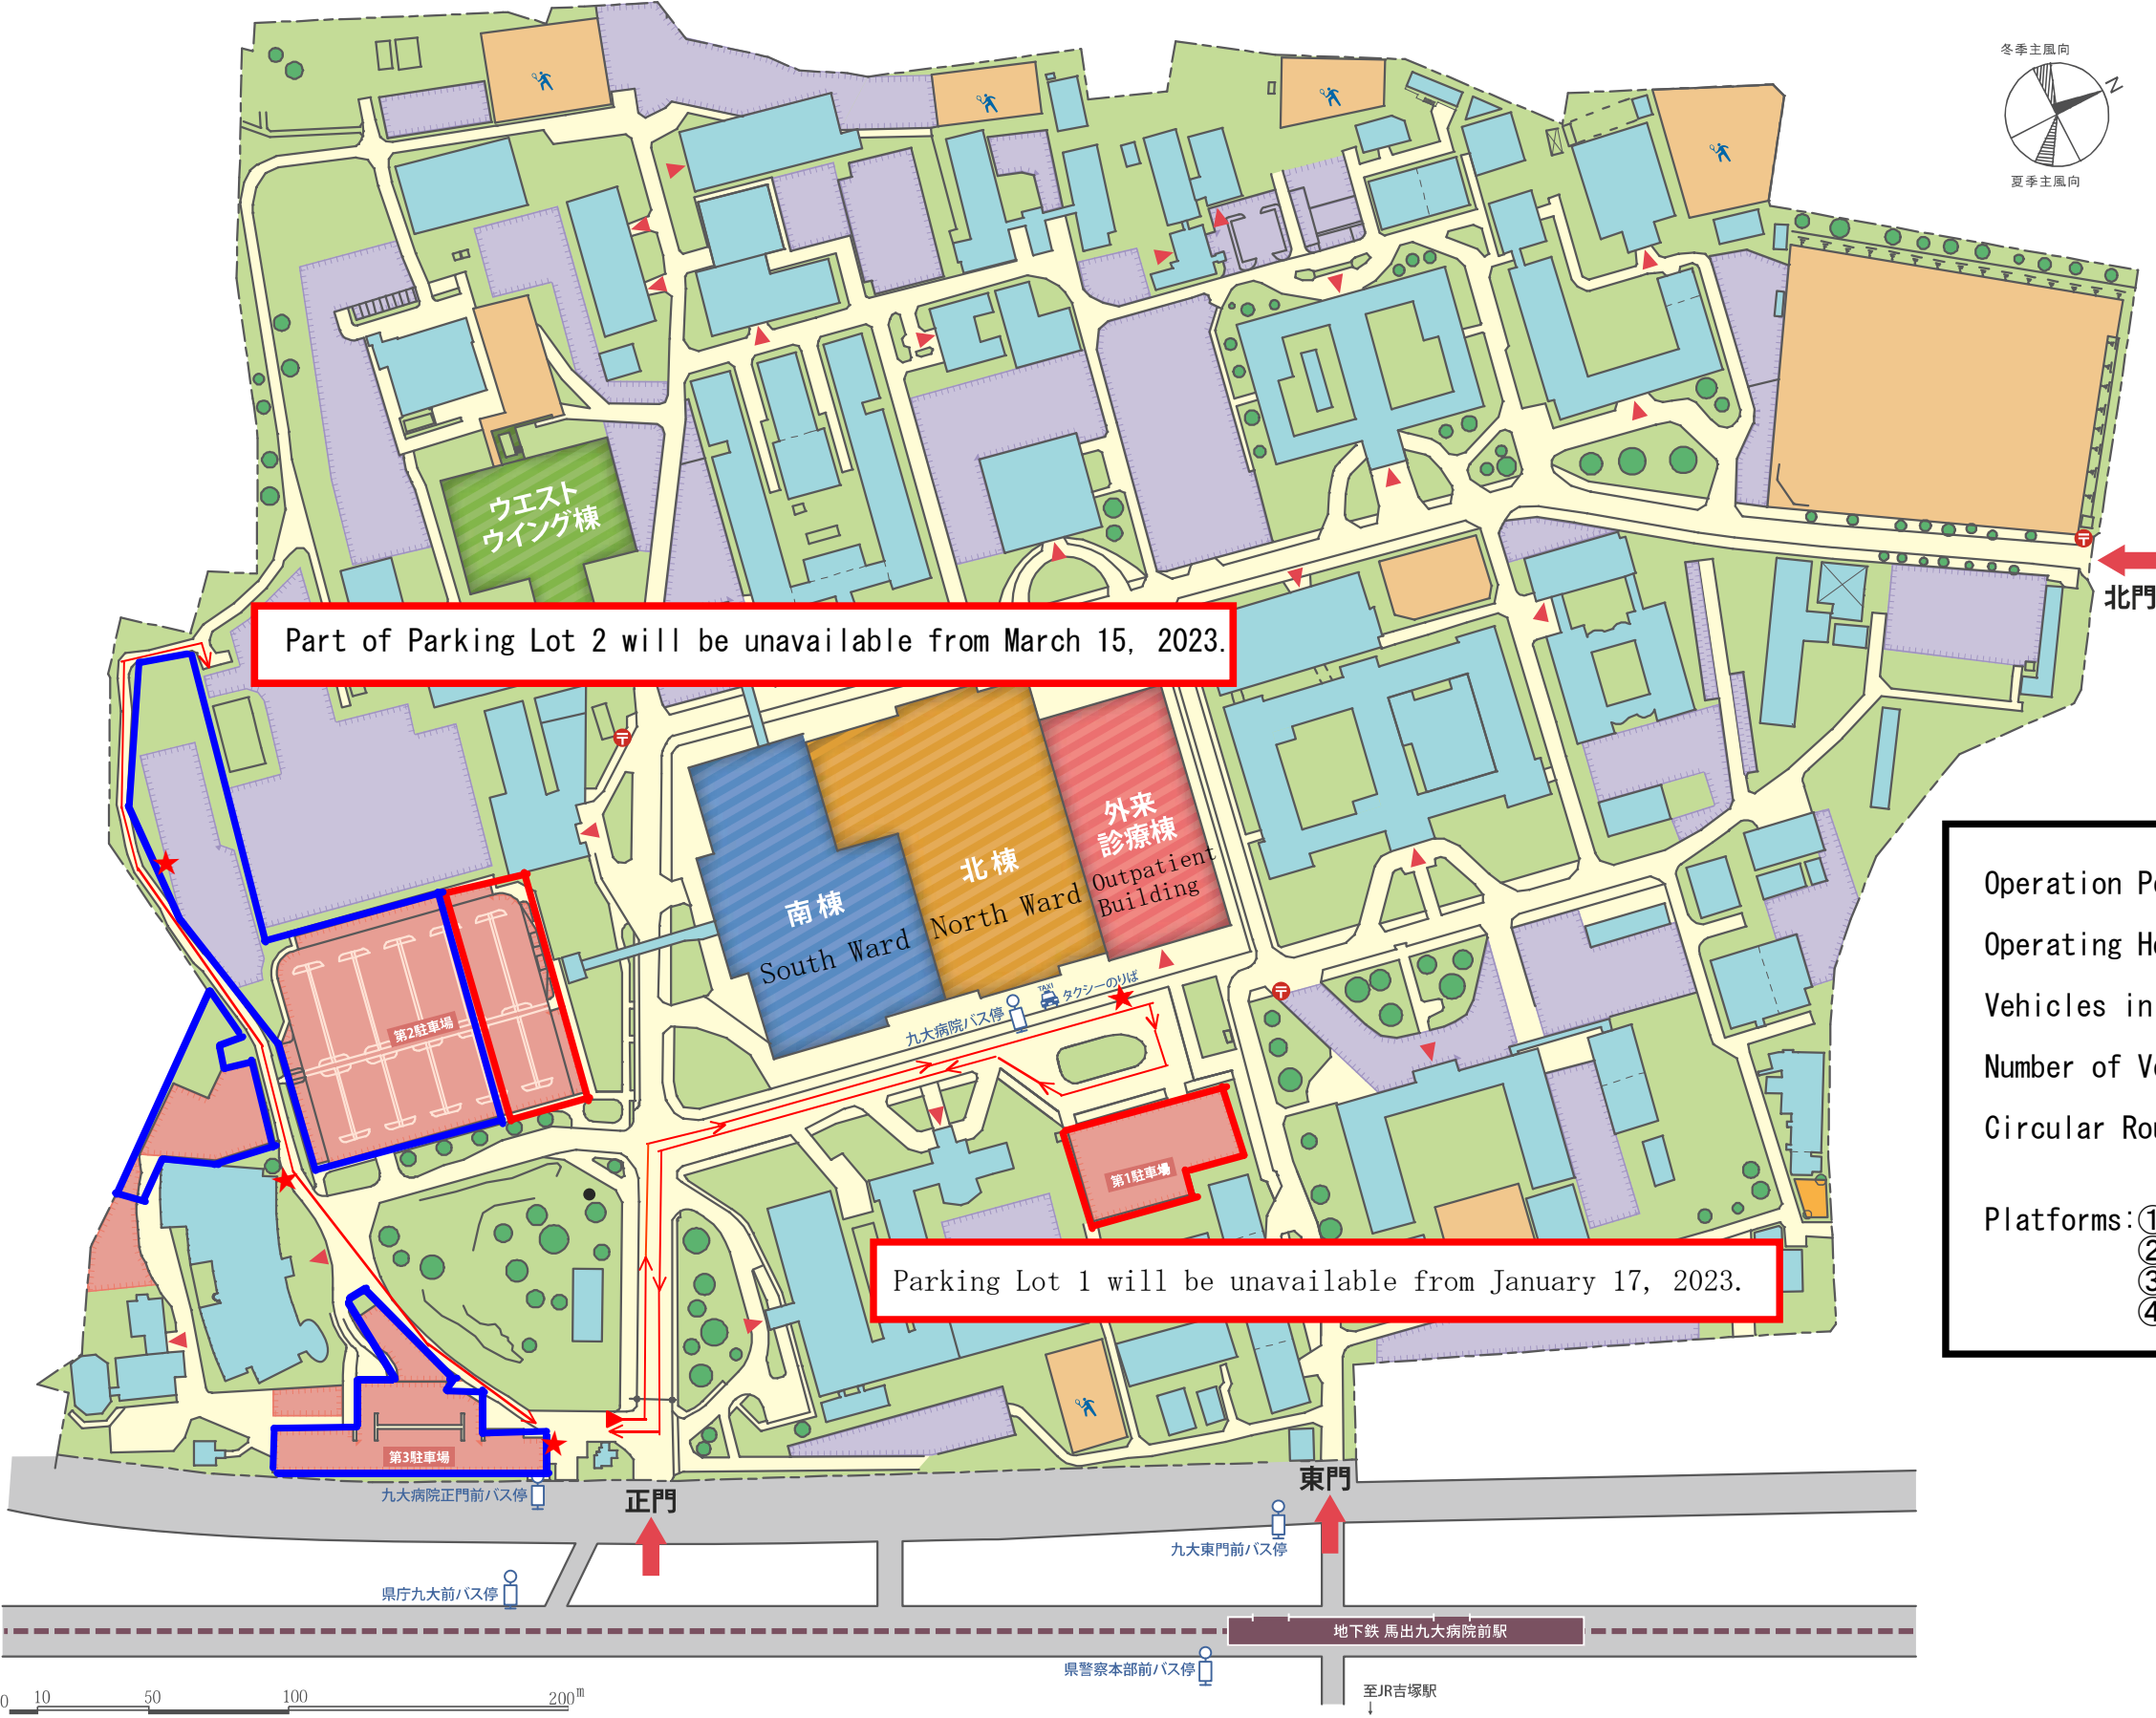 冬季主風向
N
夏季主風向
ウエスト
ウイング棟
北門
Part of Parking Lot 2 will be unavailable from March 15, 2023.
外来
診療棟
Outpatient
Building
北棟
North Ward
南棟
South Ward
TAXI
タクシーのりば
九大病院バス停
第2駐車場
第1駐車場
Operation
Operating
Vehicles in
Number of
Circular
Platforms:①
②
③
④
Parking Lot 1 will be unavailable from January 17, 2023.
第3駐車場
九大病院正門前バス停
正門
東門
九大東門前バス停
県庁九大前バス停
地下鉄 馬出九大病院前駅
県警察本部前バス停
至JR吉塚駅
↓
0 10 50 100 200m